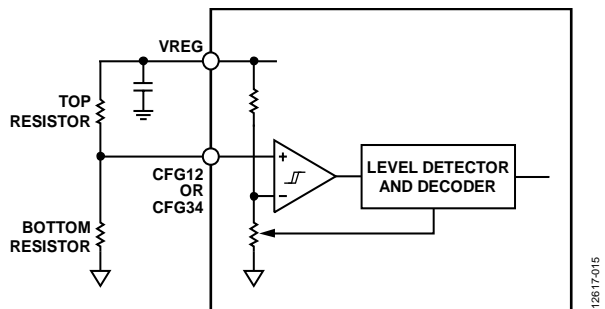 VREG
TOP
RESISTOR
CFG12
OR
CFG34
+
−
LEVEL DETECTOR
AND DECODER
BOTTOM
RESISTOR
12617-015